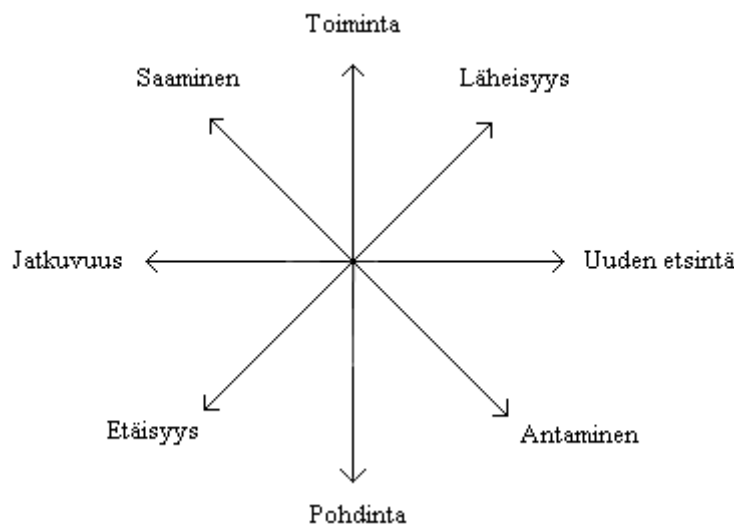 Toiminta
Saaminen
Läheisyys
Jatkuvuus
Uuden etsintä
Etäisyys
Antaminen
Pohdinta